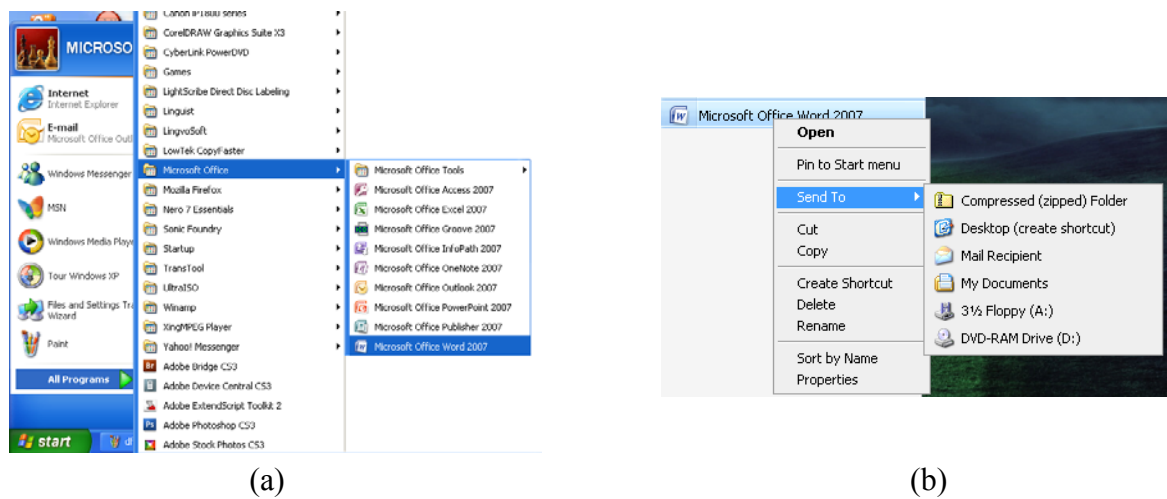 MICROSO
Internet
Internet Explorer
E-mail
Microsoft Office Outl
Windows Messenger
MSN
Windows Media Playe
Tour Windows XP
Files and Settings Tra
Wizard
Paint
All Programs
start
Canon iP1800 series
CorelDRAW Graphics Suite X3
CyberLink PowerDVD
Games
LightScribe Direct Disc Labeling
Linguist
LingvoSoft
LowTek CopyFaster
Microsoft Office
Mozilla Firefox
Nero 7 Essentials
Sonic Foundry
Startup
TransTool
UltraISO
Winamp
XingMPEG Player
Yahoo! Messenger
Adobe Bridge CS3
Adobe Device Central CS3
Adobe ExtendScript Toolkit 2
Adobe Photoshop CS3
Adobe Stock Photos CS3
Microsoft Office Tools
Microsoft Office Access 2007
Microsoft Office Excel 2007
Microsoft Office Groove 2007
Microsoft Office InfoPath 2007
Microsoft Office OneNote 2007
Microsoft Office Outlook 2007
Microsoft Office PowerPoint 2007
Microsoft Office Publisher 2007
Microsoft Office Word 2007
(a)
Microsoft Office Word 2007
Open
Pin to Start menu
Send To
Cut
Copy
Create Shortcut
Delete
Rename
Sort by Name
Properties
Compressed (zipped) Folder
Desktop (create shortcut)
Mail Recipient
My Documents
3½ Floppy (A:)
DVD-RAM Drive (D:)
(b)